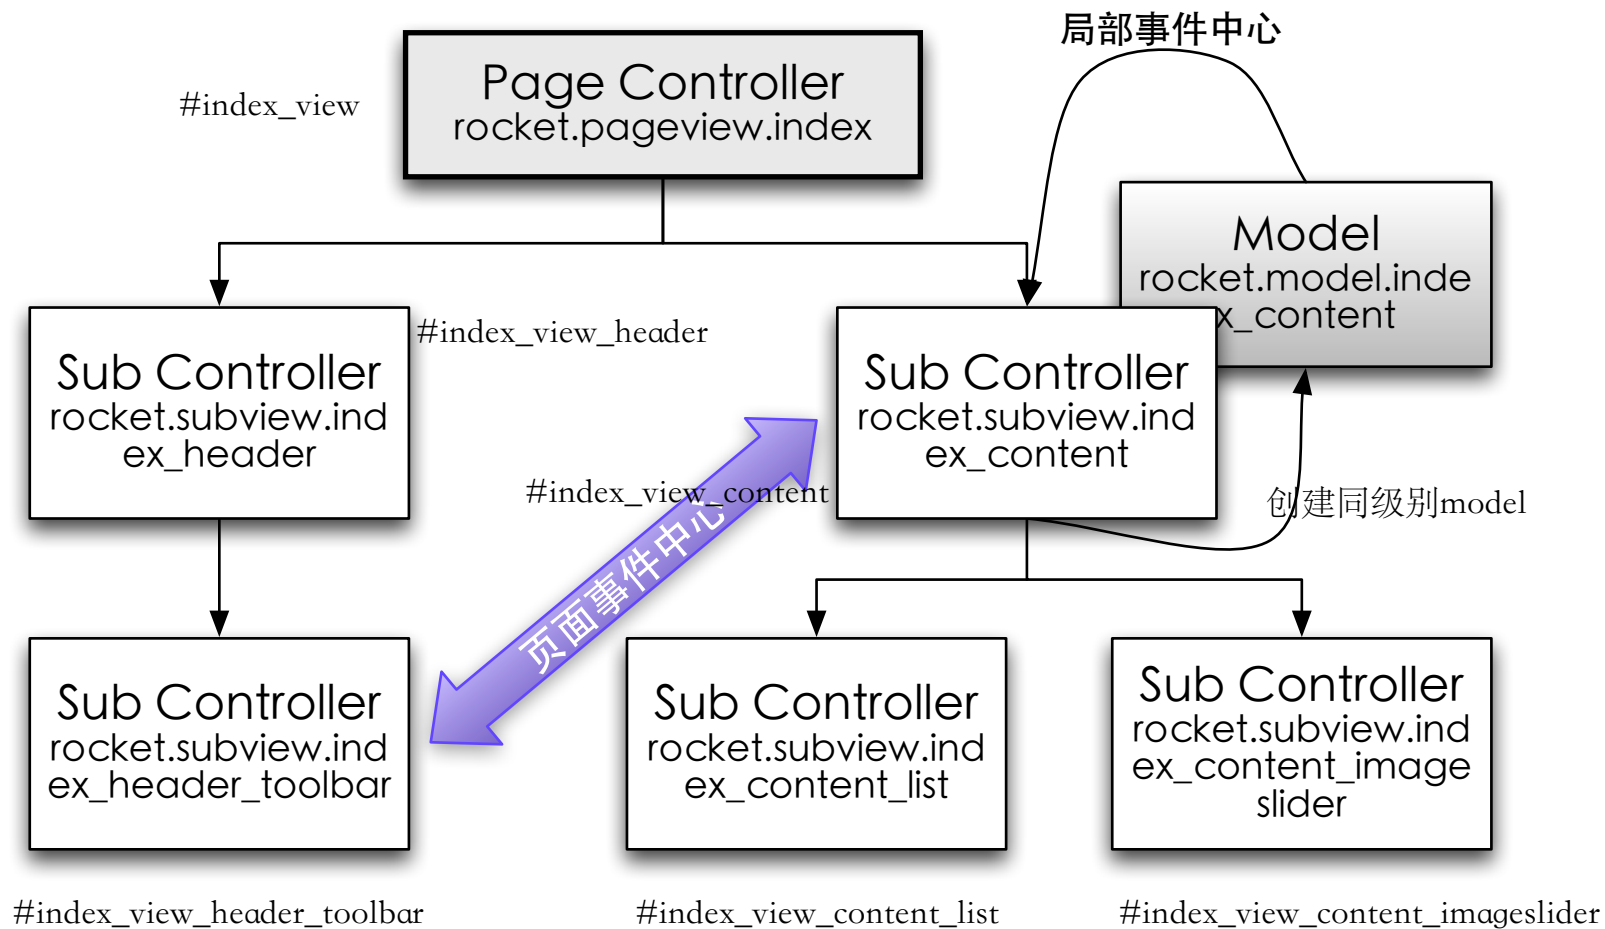 局部事件中心
Page Controller
rocket.pageview.index
#index_view
Model
rocket.model.inde
x_content
#index_view_header
Sub Controller
rocket.subview.ind
ex_header
Sub Controller
rocket.subview.ind
ex_content
#index_view_content
创建同级别model
页面事件中心
Sub Controller
rocket.subview.ind
ex_header_toolbar
Sub Controller
rocket.subview.ind
ex_content_list
Sub Controller
rocket.subview.ind
ex_content_image
slider
#index_view_header_toolbar
#index_view_content_list
#index_view_content_imageslider